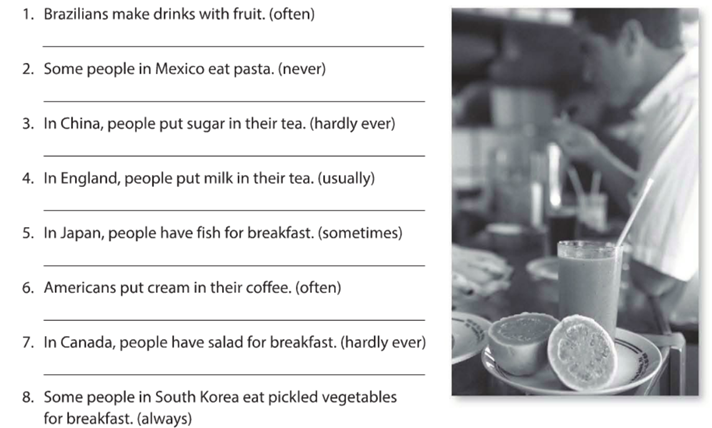 1. Brazilians make drinks with fruit. (often)
2. Some people in Mexico eat pasta. (never)
3. In China, people put sugar in their tea. (hardly ever)
4. In England, people put milk in their tea. (usually)
5. In Japan, people have fish for breakfast. (sometimes)
6. Americans put cream in their coffee. (often)
7. In Canada, people have salad for breakfast. (hardly ever)
8. Some people in South Korea eat pickled vegetables
for breakfast. (always)